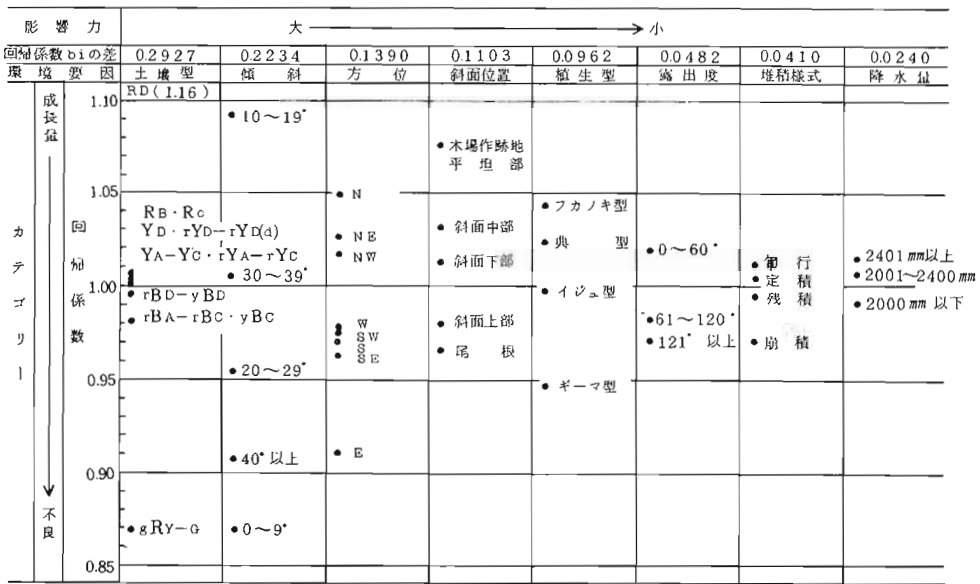 影響力 大 → 小
回帰係数biの差 0.2927 0.2234 0.1390 0.1103 0.0962 0.0482 0.0410 0.0240
環境要因 土壌型 傾斜 方位 斜面位置 植生型 露出度 堆積様式 降水量
カテゴリー
成長量
不良
回帰係数
1.10
1.05
1.00
0.95
0.90
0.85
RD(1.16)
RB・RC
YD・rYD-rYD(d)
YA-YC・rYA-rYC
rBD-yBD
rBA-rBC・yBC
gRY-G
10~19°
30~39°
20~29°
40°以上
0~9°
N
NE
NW
W
SW
S
SE
E
木場作跡地
平坦部
斜面中部
斜面下部
斜面上部
尾根
フカノキ型
典型
イジュ型
ギーマ型
0~60°
61~120°
121°以上
匍行
定積
残積
崩積
2401mm以上
2001~2400mm
2000mm以下